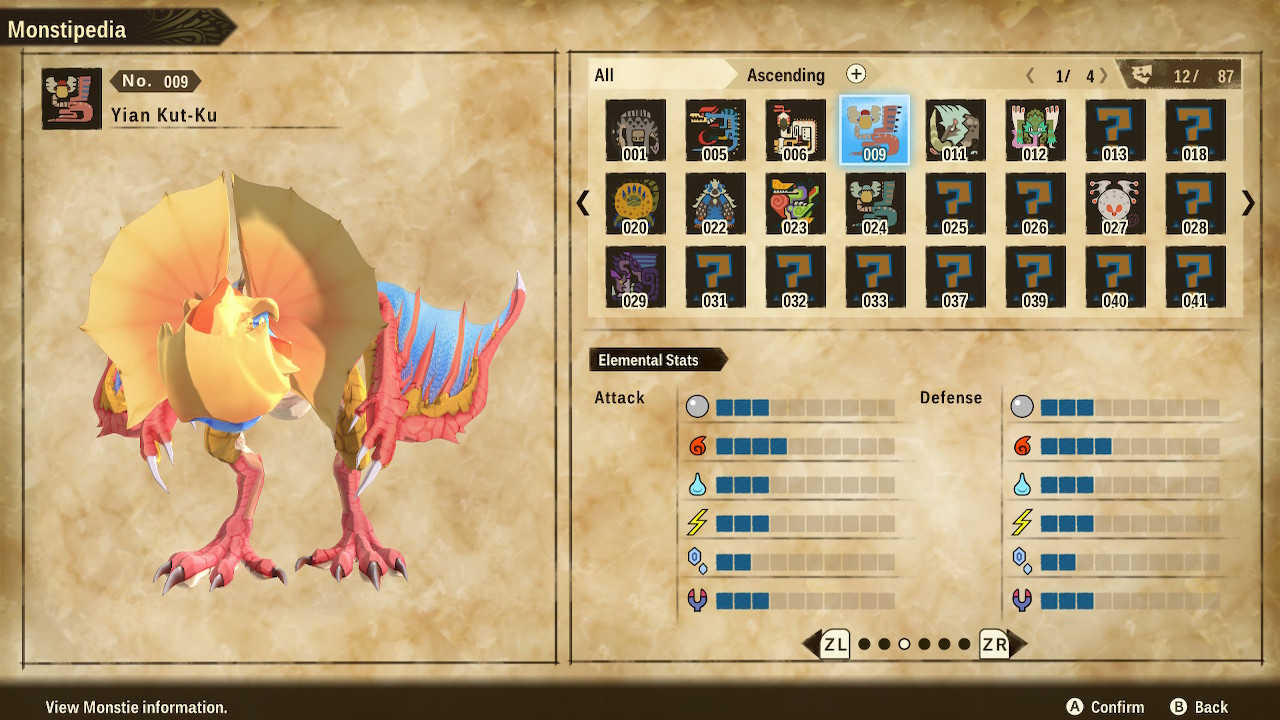 Monstipedia
No. 009
Yian Kut-Ku
All
Ascending
1/ 4
12/ 87
001 005 006 009 011 012 013 018
020 022 023 024 025 026 027 028
029 031 032 033 037 039 040 041
Elemental Stats
Attack
Defense
ZL
ZR
View Monstie information.
A Confirm
B Back